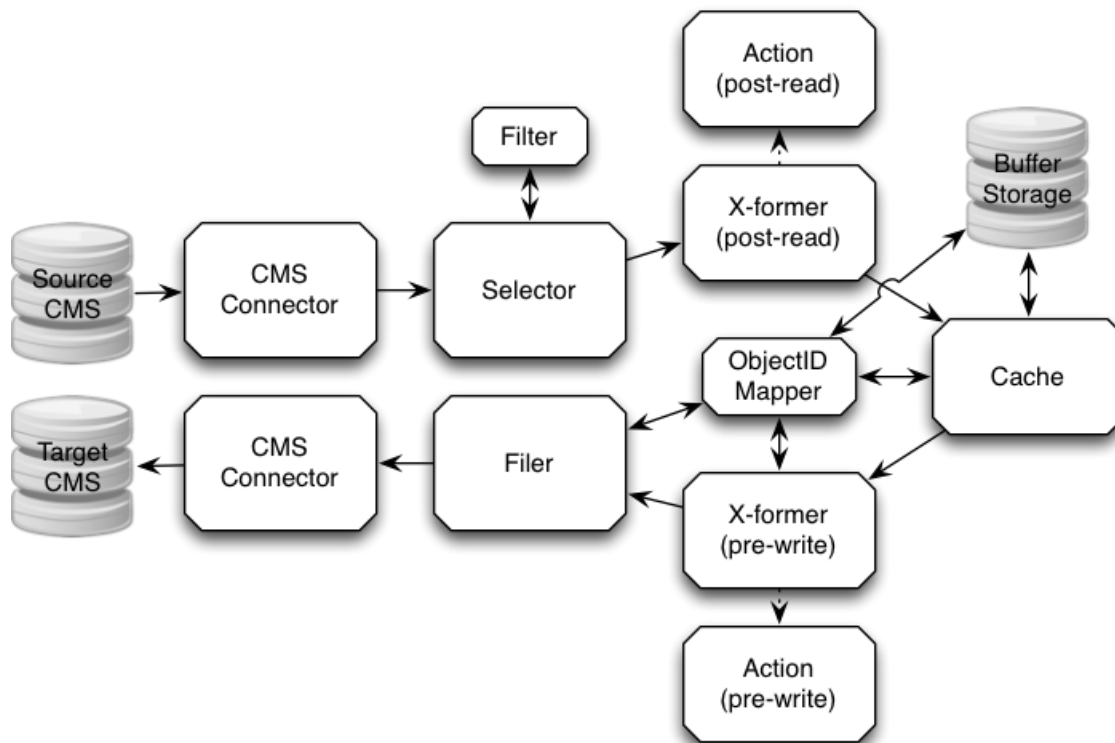 Action
(post-read)
Filter
Buffer
Storage
X-former
(post-read)
Source
CMS
CMS
Connector
Selector
ObjectID
Mapper
Cache
Target
CMS
CMS
Connector
Filer
X-former
(pre-write)
Action
(pre-write)